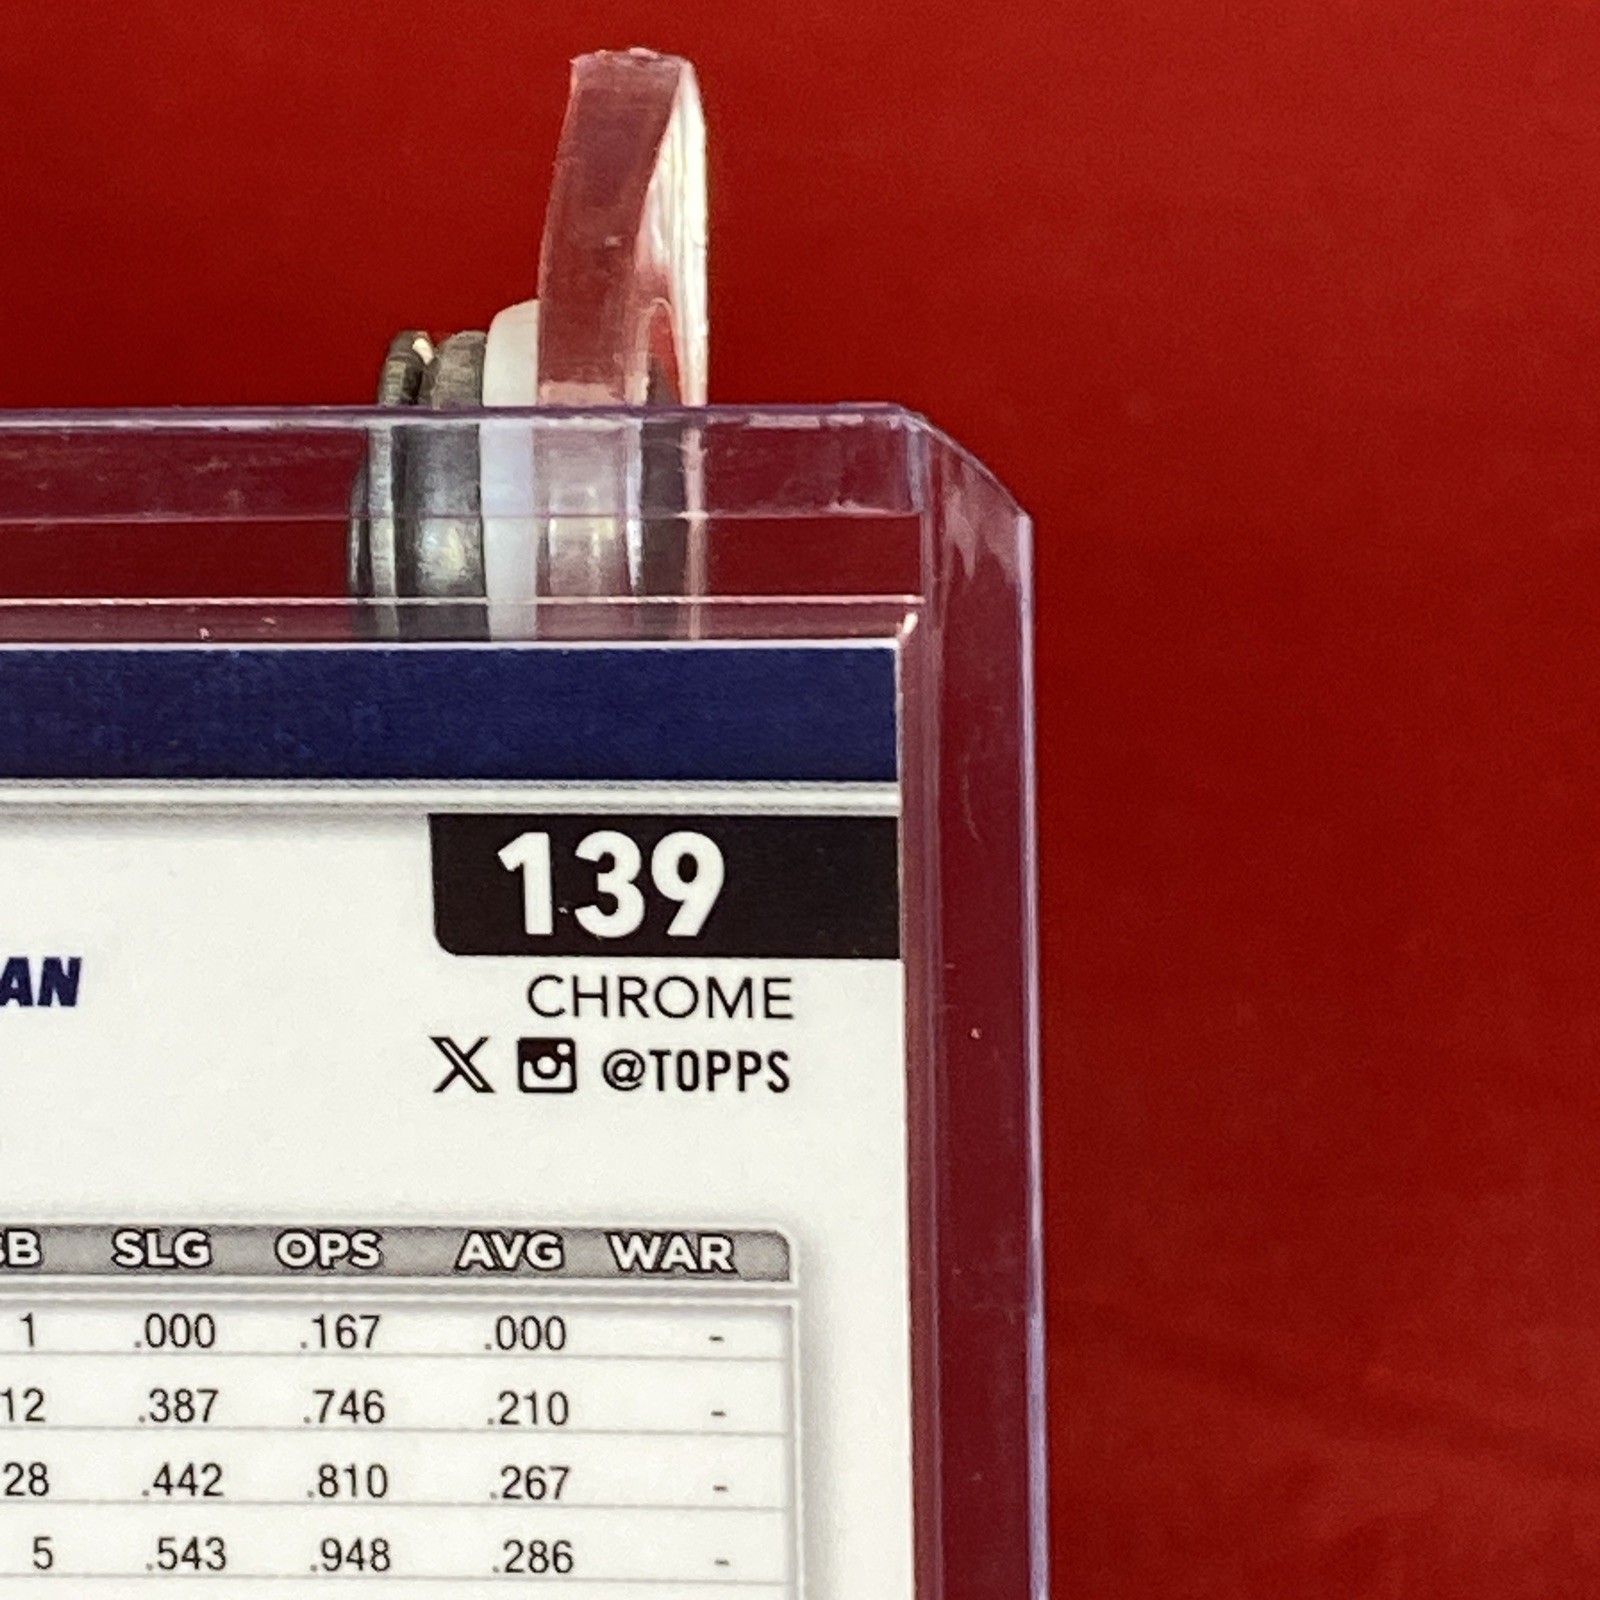 139
AN
CHROME
X @TOPPS
SB SLG OPS AVG WAR
1 .000 .167 .000 -
12 .387 .746 .210 -
28 .442 .810 .267 -
5 .543 .948 .286 -